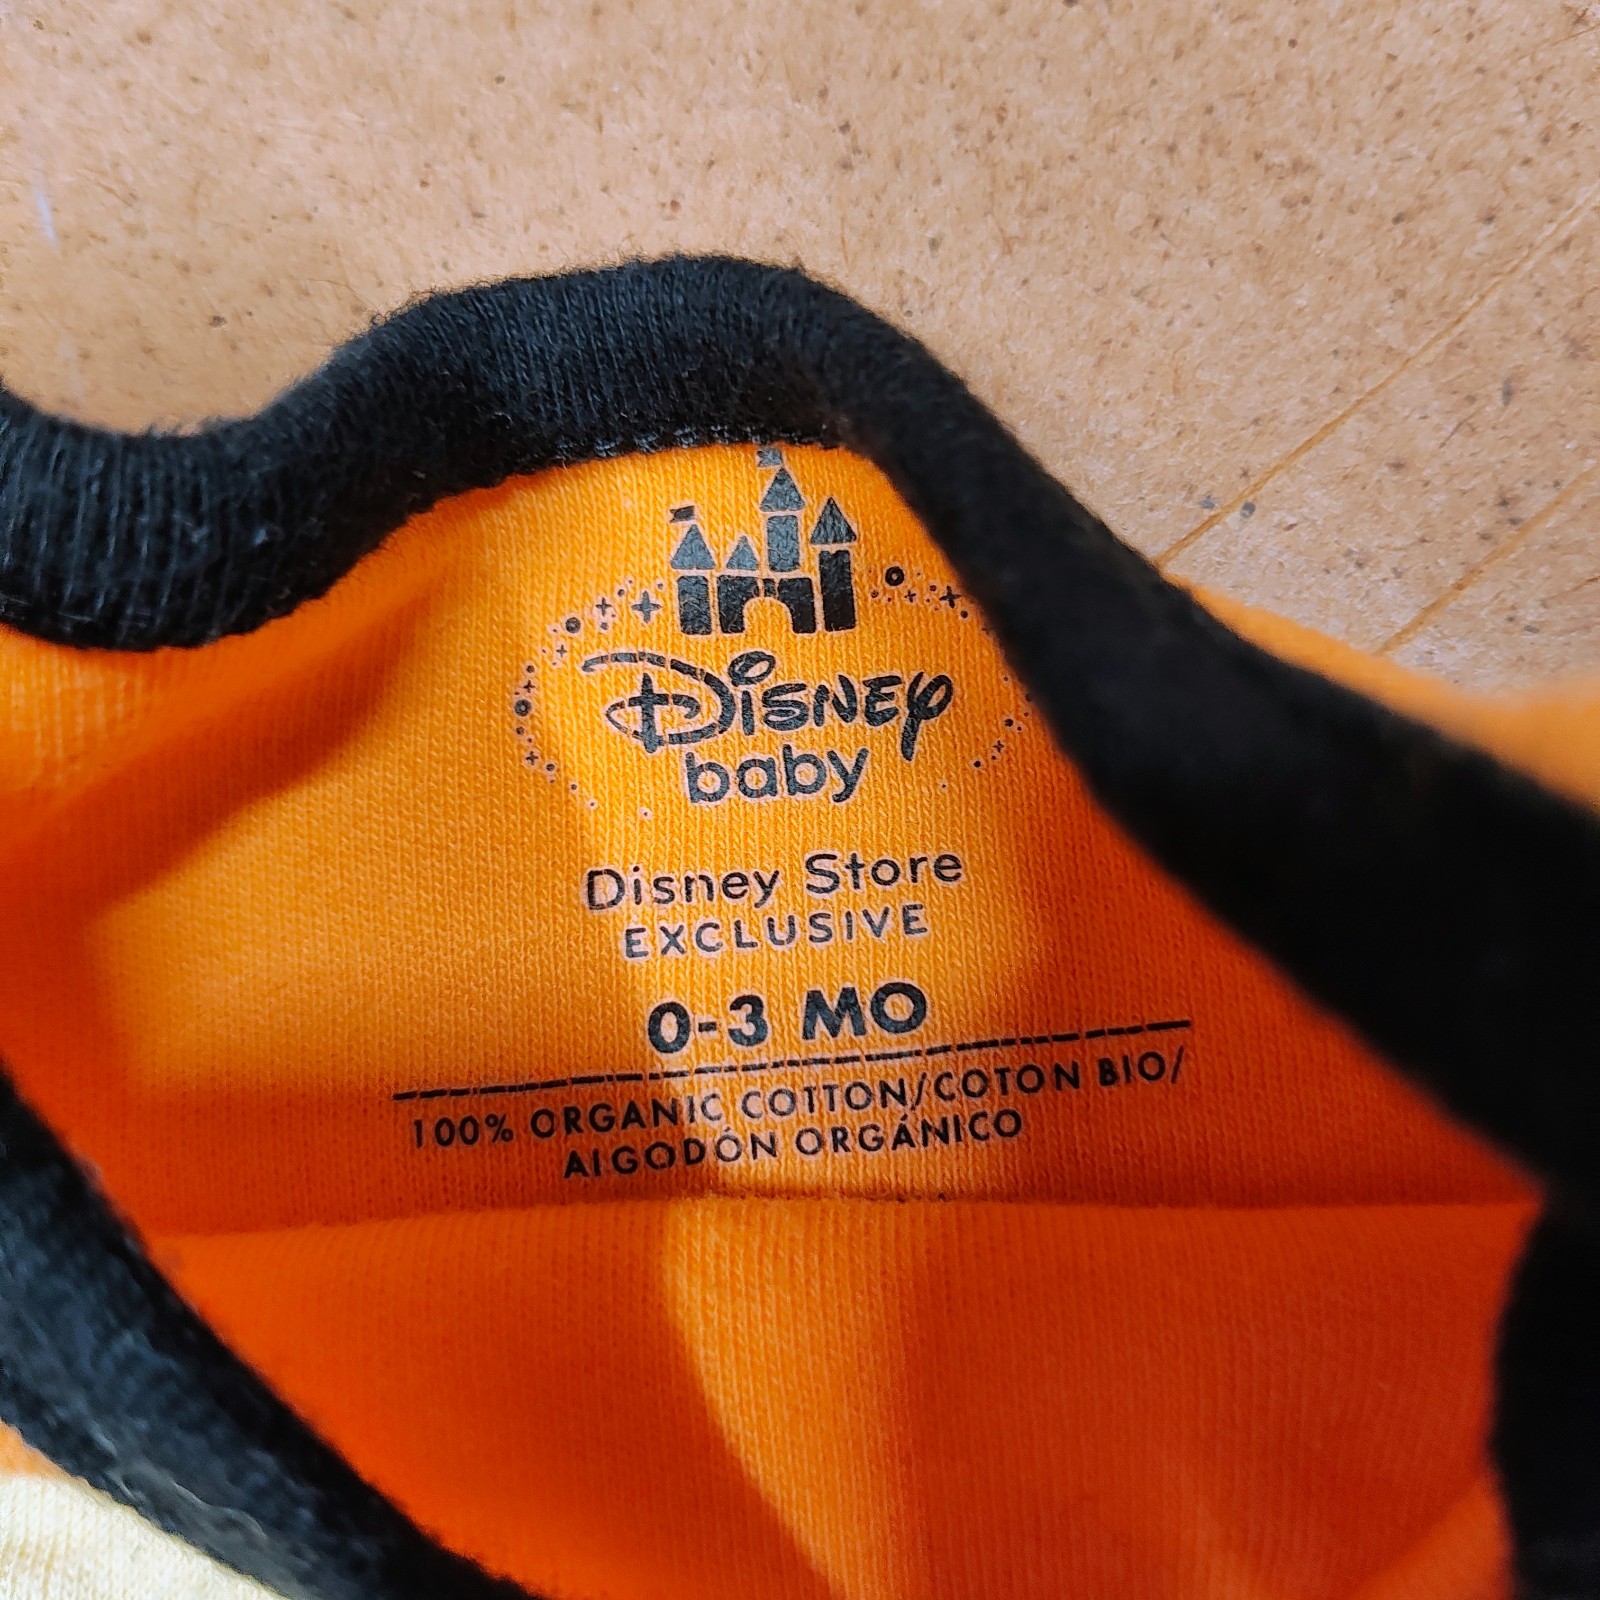 Disney
baby
Disney Store
EXCLUSIVE
0-3 MO
100% ORGANIC COTTON/COTON BIO/
ALGODÓN ORGÁNICO